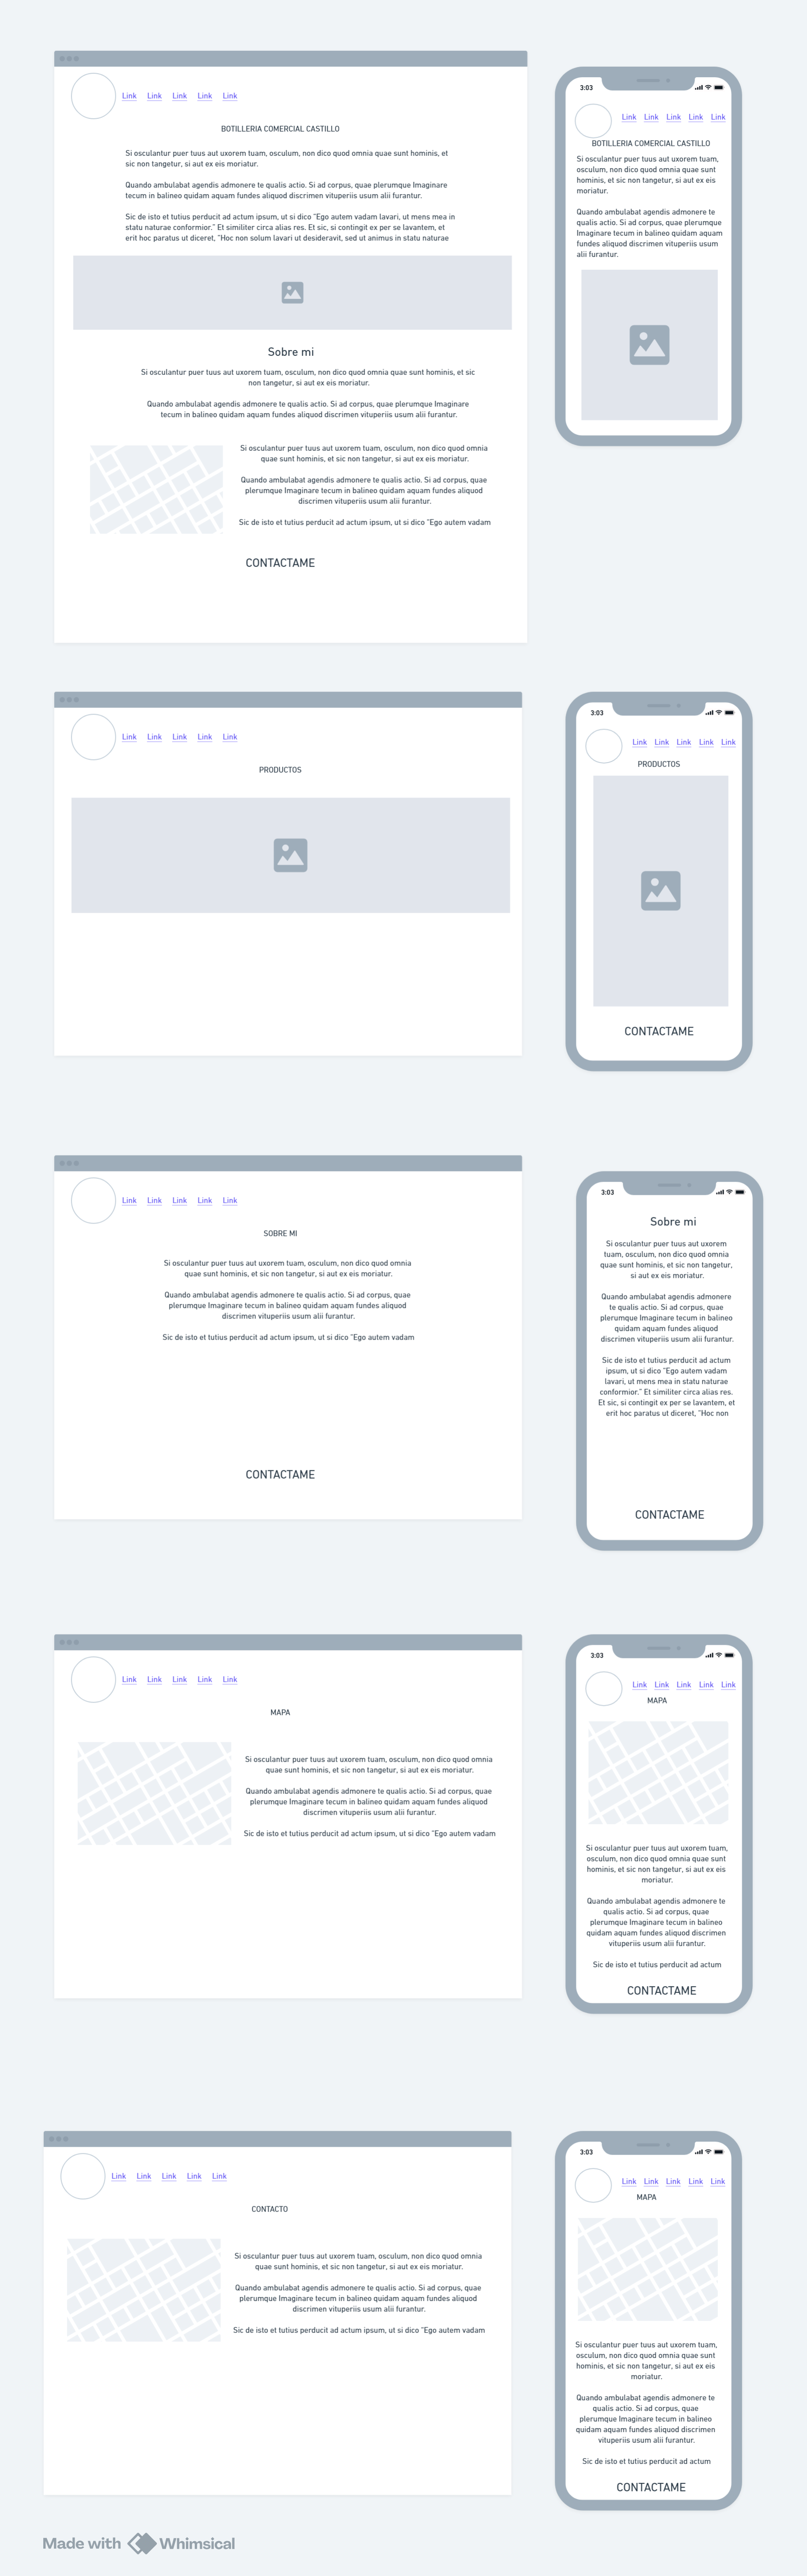 Link Link Link Link Link
BOTILLERIA COMERCIAL CASTILLO
Si osculantur puer tuus aut uxorem tuam, osculum, non dico quod omnia quae sunt hominis, et
sic non tangetur, si aut ex eis moriatur.
Quando ambulabat agendis admonere te qualis actio. Si ad corpus, quae plerumque Imaginare
tecum in balineo quidam aquam fundes aliquod discrimen vituperiis usum alii furantur.
Sic de isto et tutius perducit ad actum ipsum, ut si dico "Ego autem vadam lavari, ut mens mea in
statu naturae conformior." Et similiter circa alias res. Et sic, si contingit ex per se lavantem, et
erit hoc paratus ut diceret, "Hoc non solum lavari ut desideravit, sed ut animus in statu naturae
Sobre mi
Si osculantur puer tuus aut uxorem tuam, osculum, non dico quod omnia quae sunt hominis, et sic
non tangetur, si aut ex eis moriatur.
Quando ambulabat agendis admonere te qualis actio. Si ad corpus, quae plerumque Imaginare
tecum in balineo quidam aquam fundes aliquod discrimen vituperiis usum alii furantur.
Si osculantur puer tuus aut uxorem tuam, osculum, non dico quod omnia
quae sunt hominis, et sic non tangetur, si aut ex eis moriatur.
Quando ambulabat agendis admonere te qualis actio. Si ad corpus, quae
plerumque Imaginare tecum in balineo quidam aquam fundes aliquod
discrimen vituperiis usum alii furantur.
Sic de isto et tutius perducit ad actum ipsum, ut si dico "Ego autem vadam
CONTACTAME
3:03
Link Link Link Link Link
BOTILLERIA COMERCIAL CASTILLO
Si osculantur puer tuus aut uxorem tuam,
osculum, non dico quod omnia quae sunt
hominis, et sic non tangetur, si aut ex eis
moriatur.
Quando ambulabat agendis admonere te
qualis actio. Si ad corpus, quae plerumque
Imaginare tecum in balineo quidam aquam
fundes aliquod discrimen vituperiis usum
alii furantur.
Link Link Link Link Link
PRODUCTOS
3:03
Link Link Link Link Link
PRODUCTOS
CONTACTAME
Link Link Link Link Link
SOBRE MI
Si osculantur puer tuus aut uxorem tuam, osculum, non dico quod omnia
quae sunt hominis, et sic non tangetur, si aut ex eis moriatur.
Quando ambulabat agendis admonere te qualis actio. Si ad corpus, quae
plerumque Imaginare tecum in balineo quidam aquam fundes aliquod
discrimen vituperiis usum alii furantur.
Sic de isto et tutius perducit ad actum ipsum, ut si dico "Ego autem vadam
CONTACTAME
3:03
Sobre mi
Si osculantur puer tuus aut uxorem
tuam, osculum, non dico quod omnia
quae sunt hominis, et sic non tangetur,
si aut ex eis moriatur.
Quando ambulabat agendis admonere
te qualis actio. Si ad corpus, quae
plerumque Imaginare tecum in balineo
quidam aquam fundes aliquod
discrimen vituperiis usum alii furantur.
Sic de isto et tutius perducit ad actum
ipsum, ut si dico "Ego autem vadam
lavari, ut mens mea in statu naturae
conformior." Et similiter circa alias res.
Et sic, si contingit ex per se lavantem, et
erit hoc paratus ut diceret, "Hoc non
CONTACTAME
Link Link Link Link Link
MAPA
Si osculantur puer tuus aut uxorem tuam, osculum, non dico quod omnia
quae sunt hominis, et sic non tangetur, si aut ex eis moriatur.
Quando ambulabat agendis admonere te qualis actio. Si ad corpus, quae
plerumque Imaginare tecum in balineo quidam aquam fundes aliquod
discrimen vituperiis usum alii furantur.
Sic de isto et tutius perducit ad actum ipsum, ut si dico "Ego autem vadam
3:03
Link Link Link Link Link
MAPA
Si osculantur puer tuus aut uxorem tuam,
osculum, non dico quod omnia quae sunt
hominis, et sic non tangetur, si aut ex eis
moriatur.
Quando ambulabat agendis admonere te
qualis actio. Si ad corpus, quae
plerumque Imaginare tecum in balineo
quidam aquam fundes aliquod discrimen
vituperiis usum alii furantur.
Sic de isto et tutius perducit ad actum
CONTACTAME
Link Link Link Link Link
CONTACTO
Si osculantur puer tuus aut uxorem tuam, osculum, non dico quod omnia
quae sunt hominis, et sic non tangetur, si aut ex eis moriatur.
Quando ambulabat agendis admonere te qualis actio. Si ad corpus, quae
plerumque Imaginare tecum in balineo quidam aquam fundes aliquod
discrimen vituperiis usum alii furantur.
Sic de isto et tutius perducit ad actum ipsum, ut si dico "Ego autem vadam
3:03
Link Link Link Link Link
MAPA
Si osculantur puer tuus aut uxorem tuam,
osculum, non dico quod omnia quae sunt
hominis, et sic non tangetur, si aut ex eis
moriatur.
Quando ambulabat agendis admonere te
qualis actio. Si ad corpus, quae
plerumque Imaginare tecum in balineo
quidam aquam fundes aliquod discrimen
vituperiis usum alii furantur.
Sic de isto et tutius perducit ad actum
CONTACTAME
Made with Whimsical